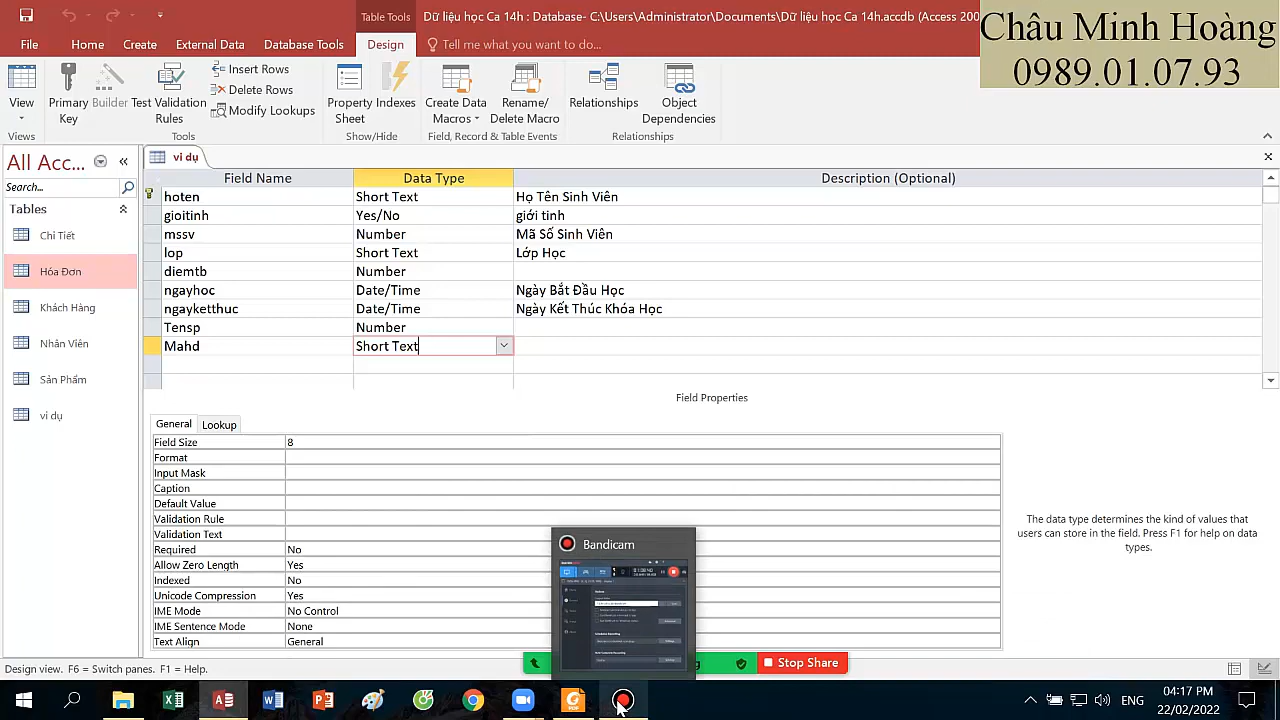 Table Tools
Dữ liệu học Ca 14h : Database- C:\Users\Administrator\Documents\Dữ liệu học Ca 14h.accdb (Access 200
Châu Minh Hoàng
0989.01.07.93
File
Home
Create
External Data
Database Tools
Design
Tell me what you want to do...
View
Primary Key
Builder
Test Validation Rules
Insert Rows
Delete Rows
Modify Lookups
Property Sheet
Indexes
Create Data Macros
Rename/ Delete Macro
Relationships
Object Dependencies
Views
Tools
Show/Hide
Field, Record & Table Events
Relationships
All Acc...
Search...
Tables
Chi Tiết
Hóa Đơn
Khách Hàng
Nhân Viên
Sản Phẩm
ví dụ
ví dụ
Field Name Data Type Description (Optional)
hoten Short Text Họ Tên Sinh Viên
gioitinh Yes/No giới tính
mssv Number Mã Số Sinh Viên
lop Short Text Lớp Học
diemtb Number
ngayhoc Date/Time Ngày Bắt Đầu Học
ngayketthuc Date/Time Ngày Kết Thúc Khóa Học
Tensp Number
Mahd Short Text
Field Properties
General Lookup
Field Size 8
Format
Input Mask
Caption
Default Value
Validation Rule
Validation Text
Required No
Allow Zero Length Yes
Indexed No
Unicode Compression Yes
IME Mode No Control
IME Sentence Mode None
Text Align General
The data type determines the kind of values that
users can store in the field. Press F1 for help on data
types.
Bandicam
Stop Share
Design view. F6 = Switch panes. F1 = Help.
ENG
04:17 PM
22/02/2022